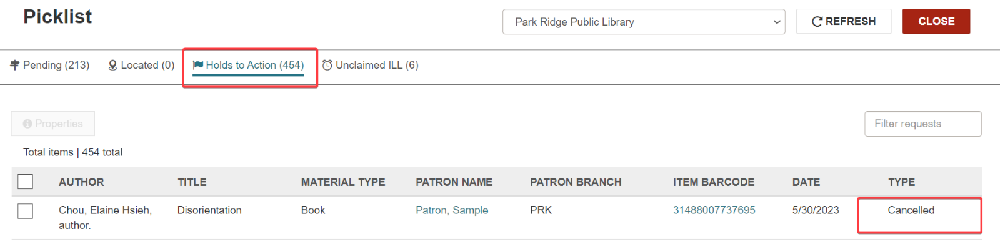 Picklist
Park Ridge Public Library
REFRESH
CLOSE
Pending (213)
Located (0)
Holds to Action (454)
Unclaimed ILL (6)
Properties
Filter requests
Total items | 454 total
AUTHOR TITLE MATERIAL TYPE PATRON NAME PATRON BRANCH ITEM BARCODE DATE TYPE
Chou, Elaine Hsieh, Disorientation Book Patron, Sample PRK 31488007737695 5/30/2023 Cancelled
author.